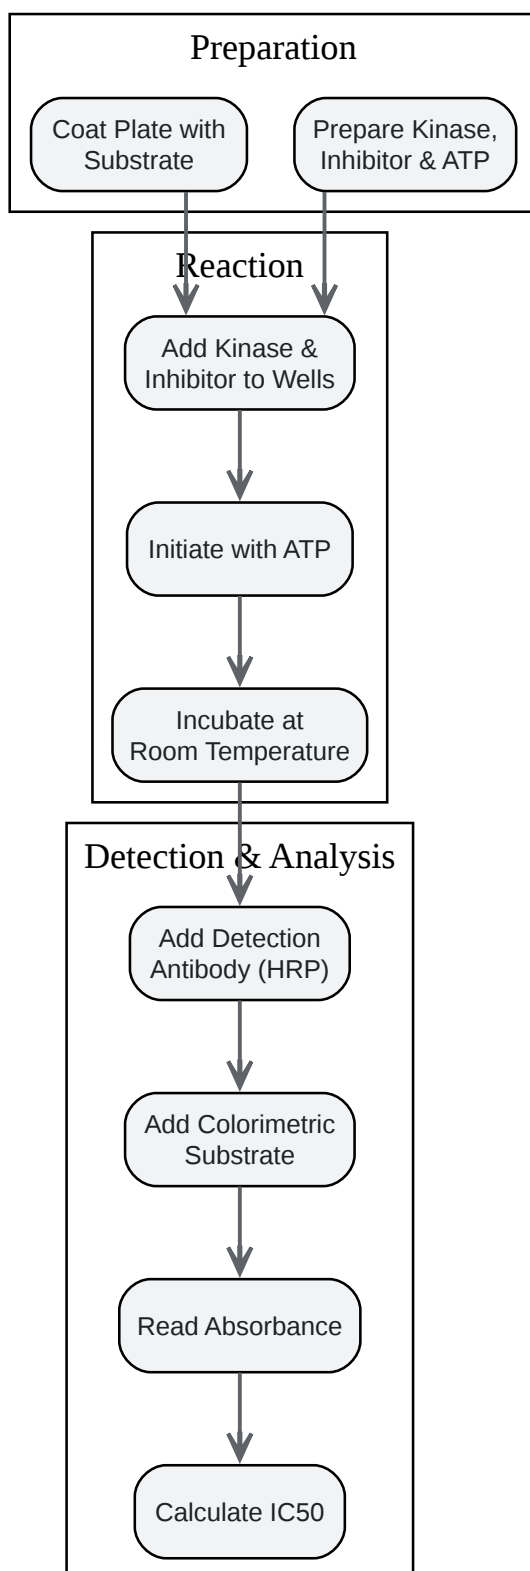 Preparation
Coat Plate with
Substrate
Prepare Kinase,
Inhibitor & ATP
Reaction
Add Kinase &
Inhibitor to Wells
Initiate with ATP
Incubate at
Room Temperature
Detection & Analysis
Add Detection
Antibody (HRP)
Add Colorimetric
Substrate
Read Absorbance
Calculate IC50